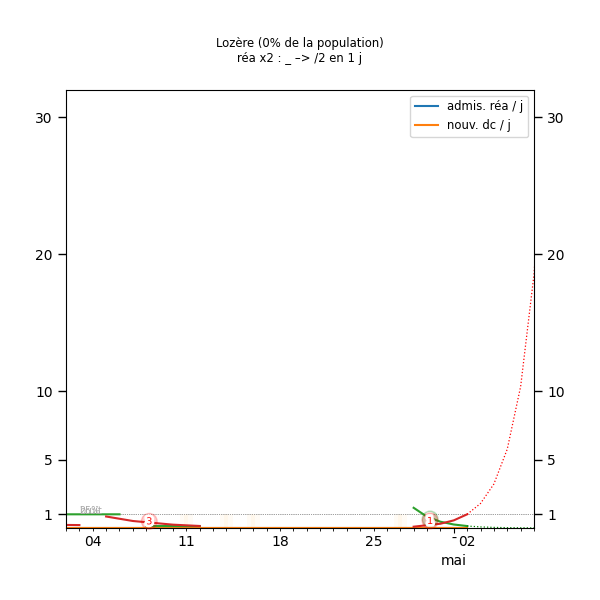 Lozère (0% de la population)
réa x2 : _ –> /2 en 1 j
admis. réa / j
nouv. dc / j
30 30
20 20
10 10
5 5
1 1
3
1
04 11 18 25 02
mai